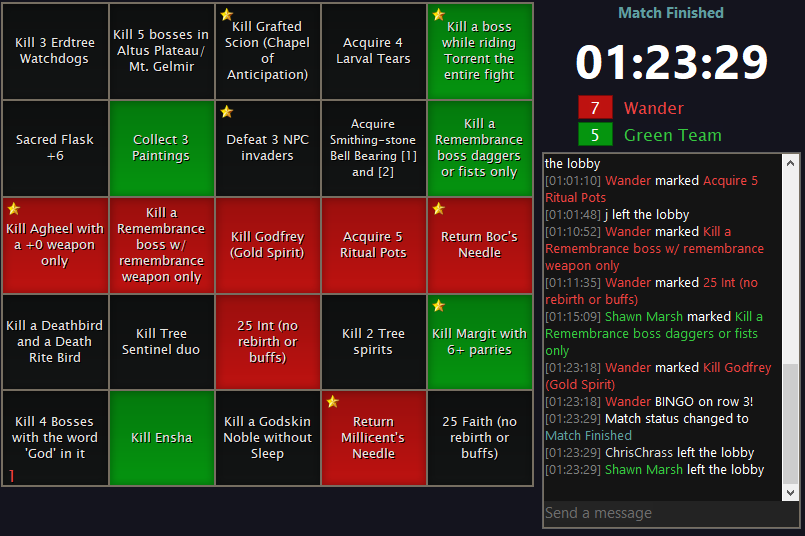 Kill 3 Erdtree
Watchdogs
Kill 5 bosses in
Altus Plateau/
Mt. Gelmir
Kill Grafted
Scion (Chapel
of
Anticipation)
Acquire 4
Larval Tears
Kill a boss
while riding
Torrent the
entire fight
Sacred Flask
+6
Collect 3
Paintings
Defeat 3 NPC
invaders
Acquire
Smithing-stone
Bell Bearing [1]
and [2]
Kill a
Remembrance
boss daggers
or fists only
Kill Agheel with
a +0 weapon
only
Kill a
Remembrance
boss w/
remembrance
weapon only
Kill Godfrey
(Gold Spirit)
Acquire 5
Ritual Pots
Return Boc's
Needle
Kill a Deathbird
and a Death
Rite Bird
Kill Tree
Sentinel duo
25 Int (no
rebirth or
buffs)
Kill 2 Tree
spirits
Kill Margit with
6+ parries
Kill 4 Bosses
with the word
'God' in it
1
Kill Ensha
Kill a Godskin
Noble without
Sleep
Return
Millicent's
Needle
25 Faith (no
rebirth or
buffs)
Match Finished
01:23:29
7 Wander
5 Green Team
the lobby
[01:01:10] Wander marked Acquire 5
Ritual Pots
[01:01:48] j left the lobby
[01:10:52] Wander marked Kill a
Remembrance boss w/ remembrance
weapon only
[01:11:35] Wander marked 25 Int (no
rebirth or buffs)
[01:15:09] Shawn Marsh marked Kill a
Remembrance boss daggers or fists
only
[01:23:18] Wander marked Kill Godfrey
(Gold Spirit)
[01:23:18] Wander BINGO on row 3!
[01:23:29] Match status changed to
Match Finished
[01:23:29] ChrisChrass left the lobby
[01:23:29] Shawn Marsh left the lobby
Send a message